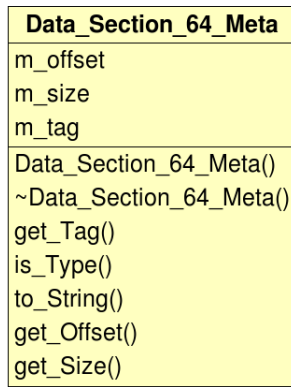 Data_Section_64_Meta
m_offset
m_size
m_tag
Data_Section_64_Meta()
~Data_Section_64_Meta()
get_Tag()
is_Type()
to_String()
get_Offset()
get_Size()